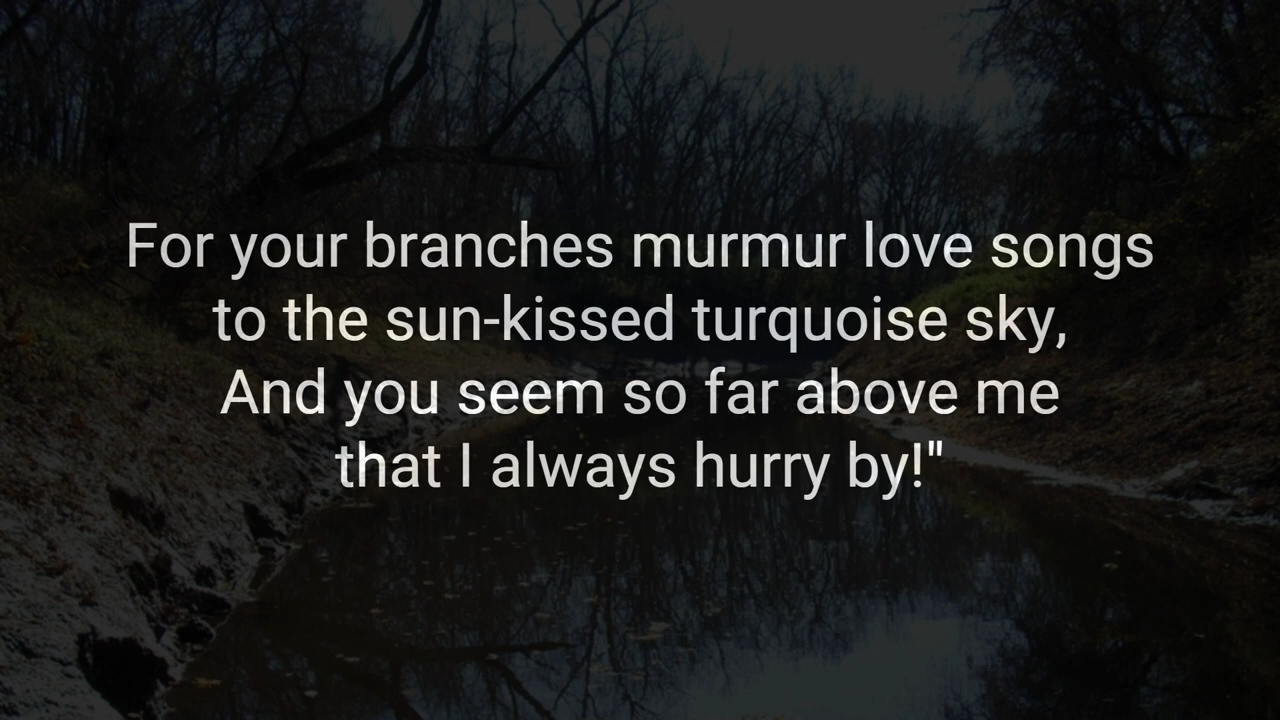 For your branches murmur love songs
to the sun-kissed turquoise sky,
And you seem so far above me
that I always hurry by!"